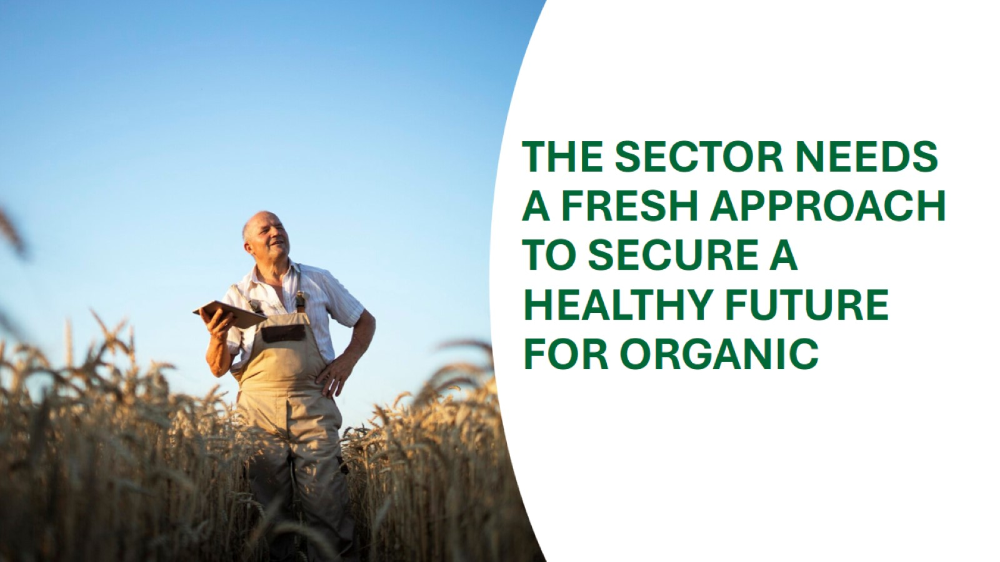 THE SECTOR NEEDS
A FRESH APPROACH
TO SECURE A
HEALTHY FUTURE
FOR ORGANIC